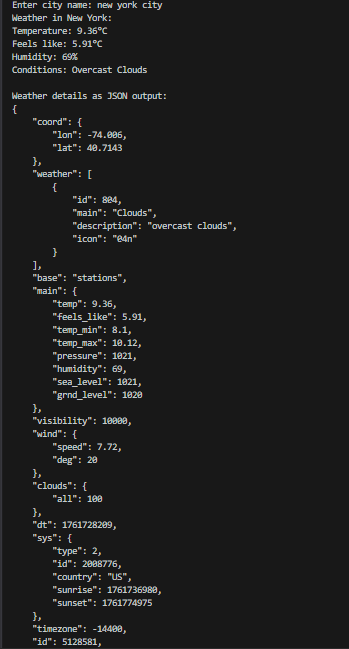 Enter city name: new york city
Weather in New York:
Temperature: 9.36°C
Feels like: 5.91°C
Humidity: 69%
Conditions: Overcast Clouds

Weather details as JSON output:
{
    "coord": {
        "lon": -74.006,
        "lat": 40.7143
    },
    "weather": [
        {
            "id": 804,
            "main": "Clouds",
            "description": "overcast clouds",
            "icon": "04n"
        }
    ],
    "base": "stations",
    "main": {
        "temp": 9.36,
        "feels_like": 5.91,
        "temp_min": 8.1,
        "temp_max": 10.12,
        "pressure": 1021,
        "humidity": 69,
        "sea_level": 1021,
        "grnd_level": 1020
    },
    "visibility": 10000,
    "wind": {
        "speed": 7.72,
        "deg": 20
    },
    "clouds": {
        "all": 100
    },
    "dt": 1761728209,
    "sys": {
        "type": 2,
        "id": 2008776,
        "country": "US",
        "sunrise": 1761736980,
        "sunset": 1761774975
    },
    "timezone": -14400,
    "id": 5128581,